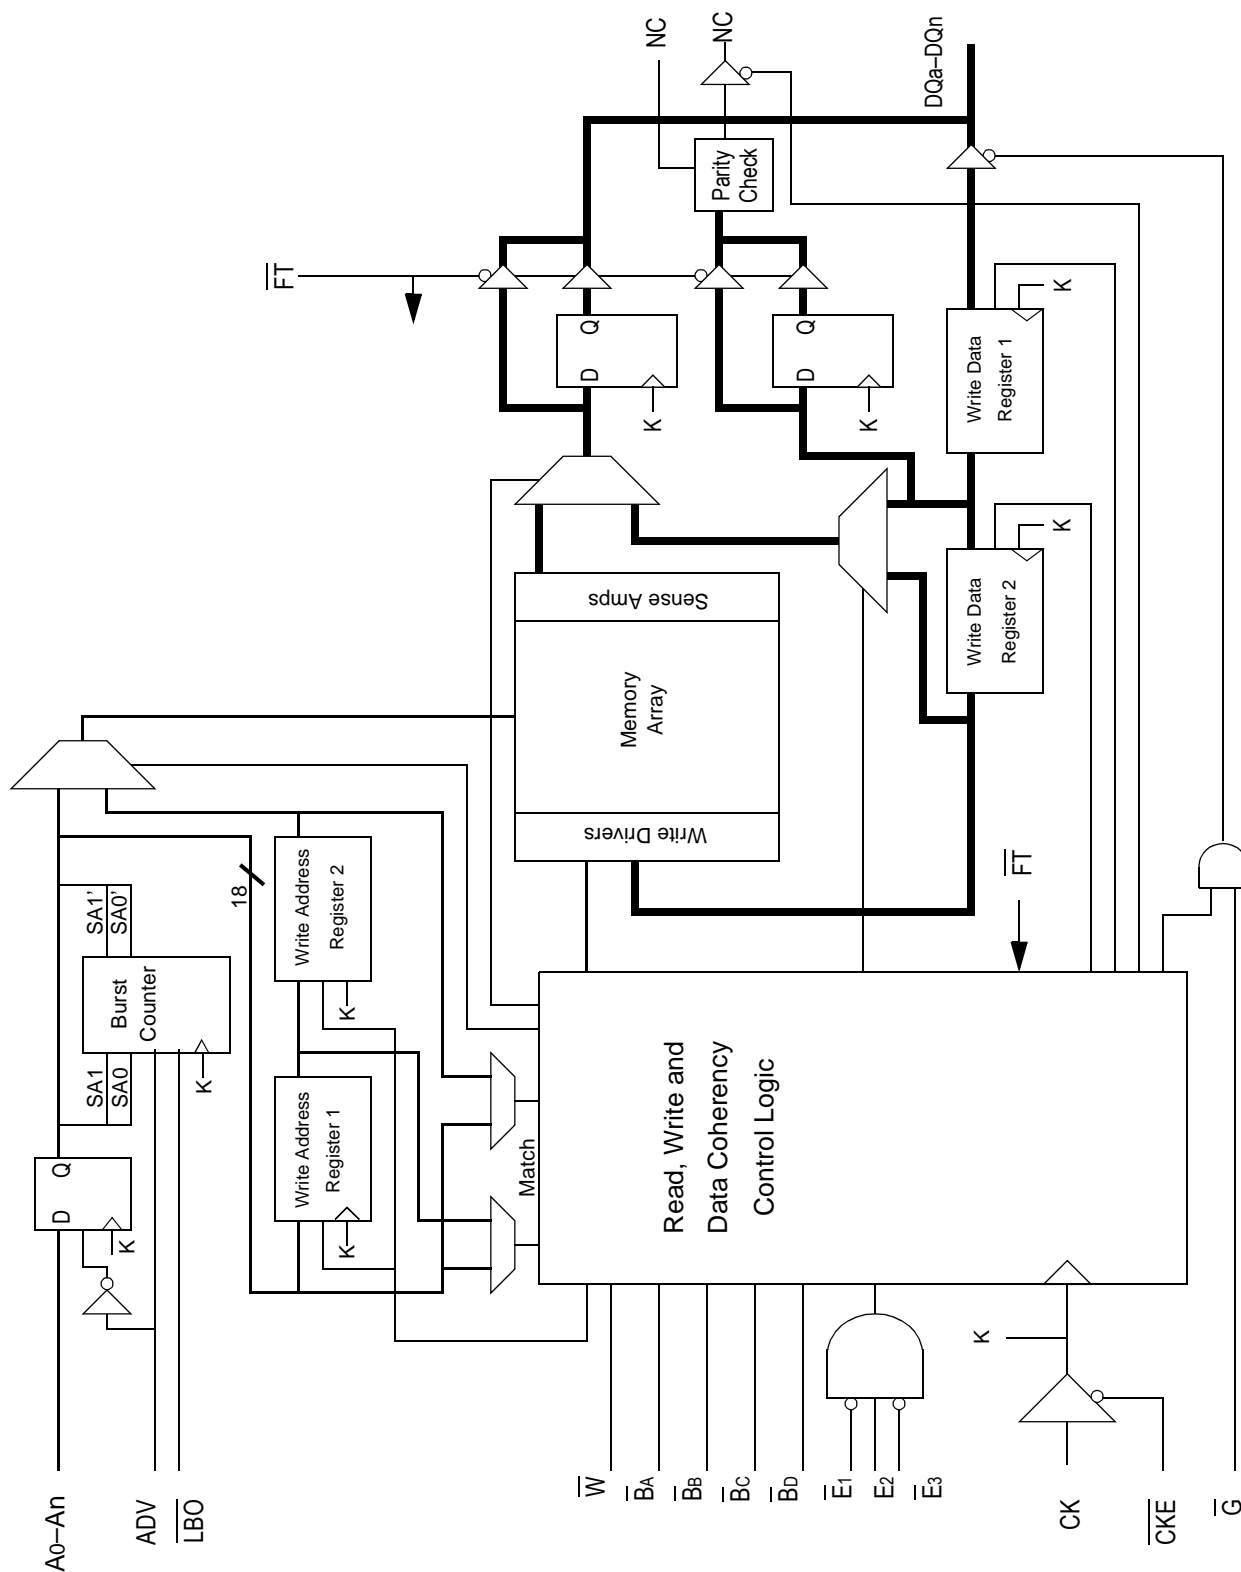 A0–An
ADV
LBO
D
Q
K
SA1
SA0
Burst
Counter
K
SA1'
SA0'
18
Write Address
Register 1
K
Write Address
Register 2
K
Match
W
BA
BB
BC
BD
E1
E2
E3
CK
CKE
G
K
Read, Write and
Data Coherency
Control Logic
FT
Write Drivers
Memory
Array
Sense Amps
FT
D
Q
K
D
Q
K
Parity
Check
NC
NC
Write Data
Register 2
K
Write Data
Register 1
K
DQa–DQn